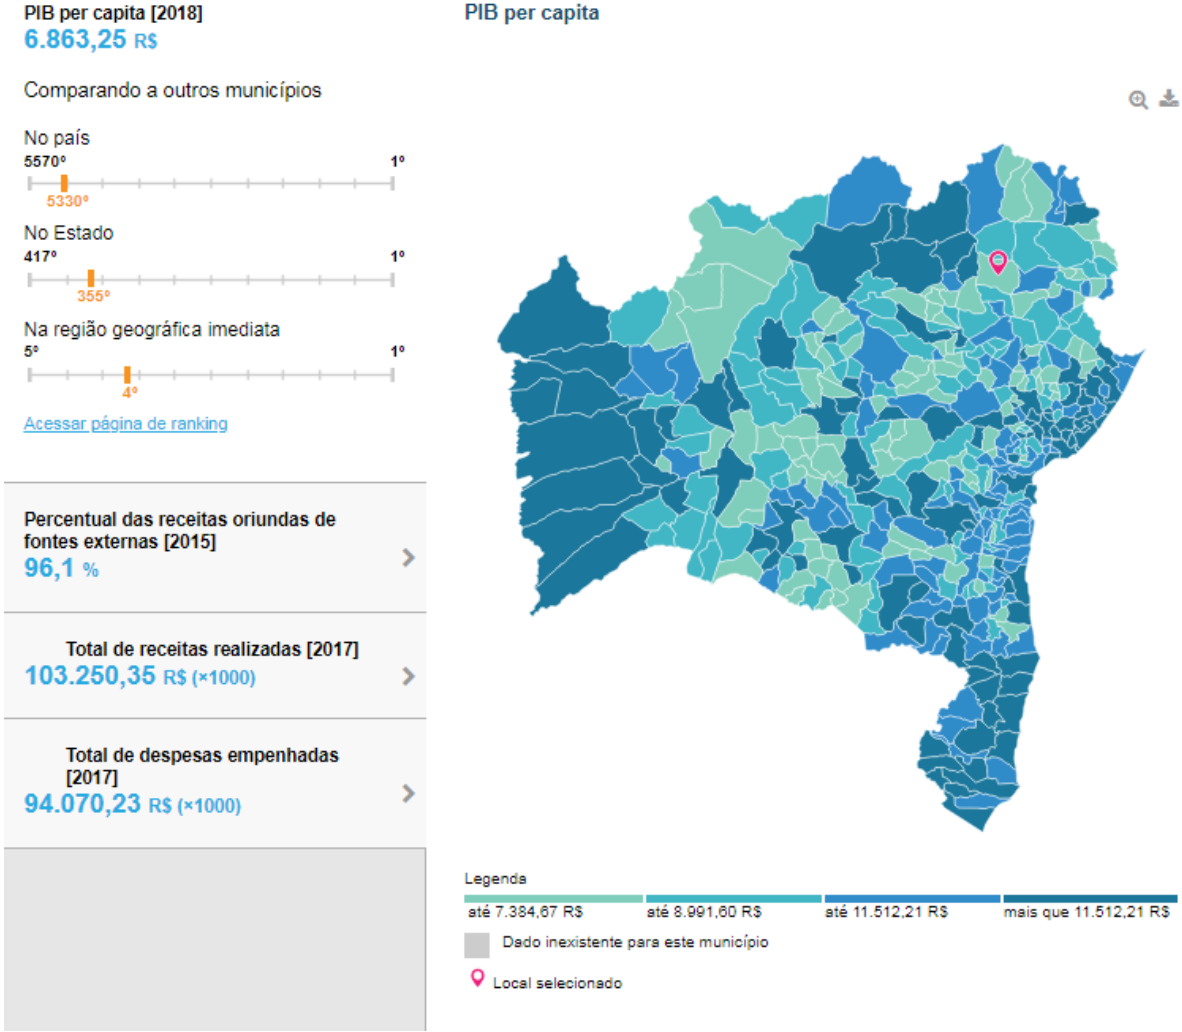 PIB per capita [2018]
6.863,25 R$
Comparando a outros municípios
No país
5570º 1º
5330º
No Estado
417º 1º
355º
Na região geográfica imediata
5º 1º
4º
Acessar página de ranking
Percentual das receitas oriundas de
fontes externas [2015]
96,1 %
Total de receitas realizadas [2017]
103.250,35 R$ (×1000)
Total de despesas empenhadas
[2017]
94.070,23 R$ (×1000)
PIB per capita
Legenda
até 7.384,67 R$ até 8.991,60 R$ até 11.512,21 R$ mais que 11.512,21 R$
Dado inexistente para este município
Local selecionado